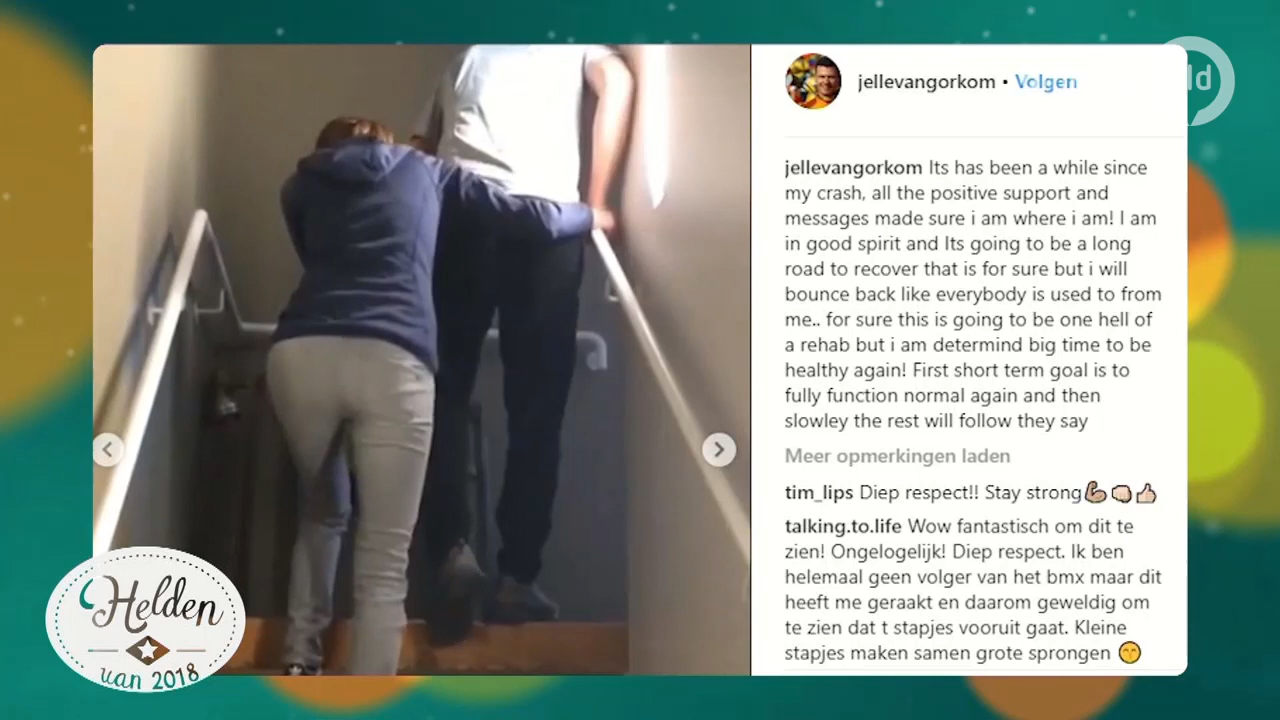 jellevangorkom • Volgen
ld
jellevangorkom Its has been a while since
my crash, all the positive support and
messages made sure i am where i am! I am
in good spirit and Its going to be a long
road to recover that is for sure but i will
bounce back like everybody is used to from
me.. for sure this is going to be one hell of
a rehab but i am determind big time to be
healthy again! First short term goal is to
fully function normal again and then
slowley the rest will follow they say
Meer opmerkingen laden
tim_lips Diep respect!! Stay strong💪👊👍
talking.to.life Wow fantastisch om dit te
zien! Ongelogelijk! Diep respect. Ik ben
helemaal geen volger van het bmx maar dit
heeft me geraakt en daarom geweldig om
te zien dat t stapjes vooruit gaat. Kleine
stapjes maken samen grote sprongen 😙
Helden
van 2018